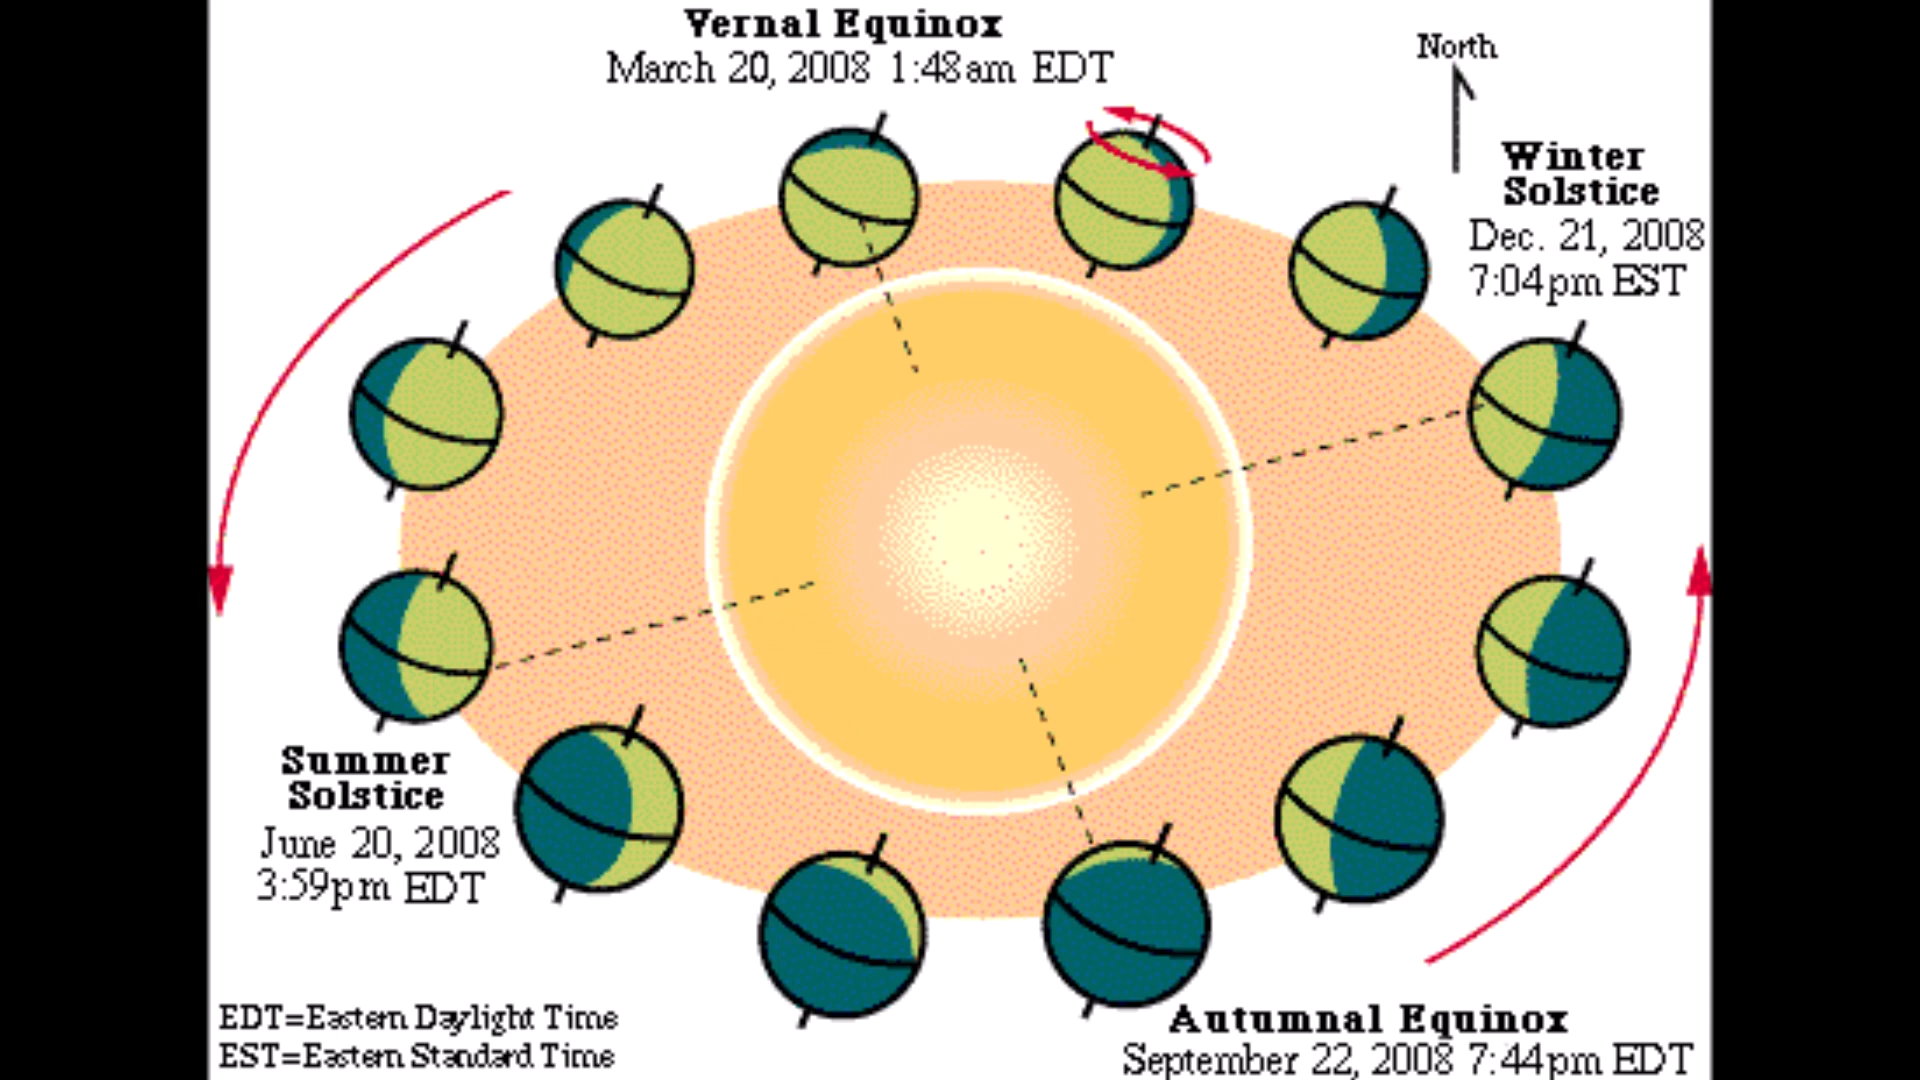 Vernal Equinox
March 20, 2008 1:48am EDT
North
Winter
Solstice
Dec. 21, 2008
7:04pm EST
Summer
Solstice
June 20, 2008
3:59pm EDT
EDT=Eastern Daylight Time
EST=Eastern Standard Time
Autumnal Equinox
September 22, 2008 7:44pm EDT